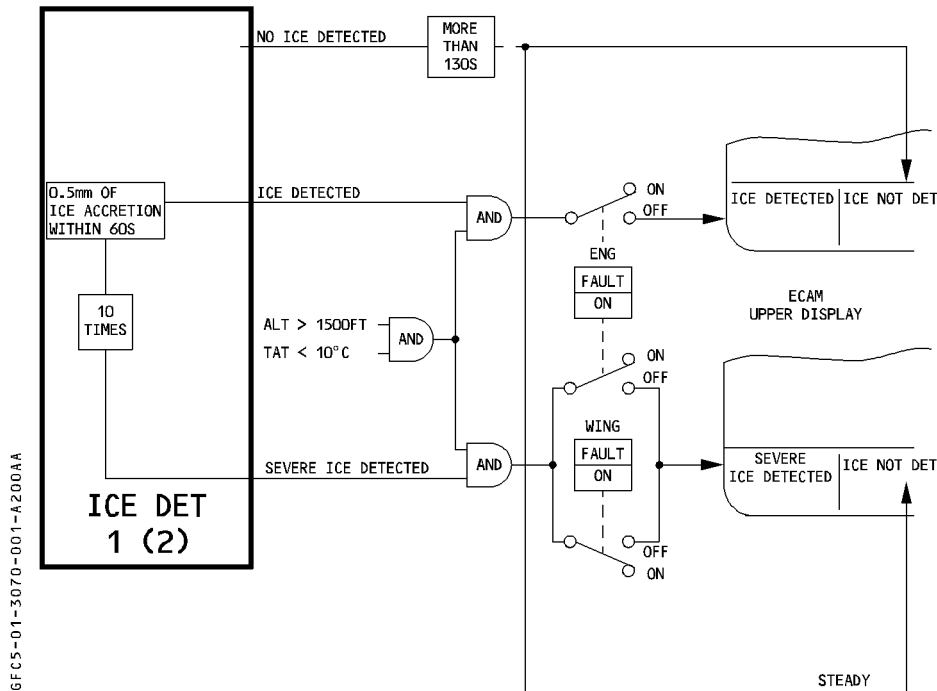 NO ICE DETECTED
MORE
THAN
130S
0.5mm OF
ICE ACCRETION
WITHIN 60S
ICE DETECTED
AND
ON
OFF
ICE DETECTED
ICE NOT DET
ENG
FAULT
ON
ECAM
UPPER DISPLAY
10
TIMES
ALT > 1500FT
TAT < 10°C
AND
ON
OFF
WING
FAULT
ON
SEVERE ICE DETECTED
AND
SEVERE
ICE DETECTED
ICE NOT DET
ICE DET
1 (2)
OFF
ON
STEADY
GFC5-01-3070-001-A200AA